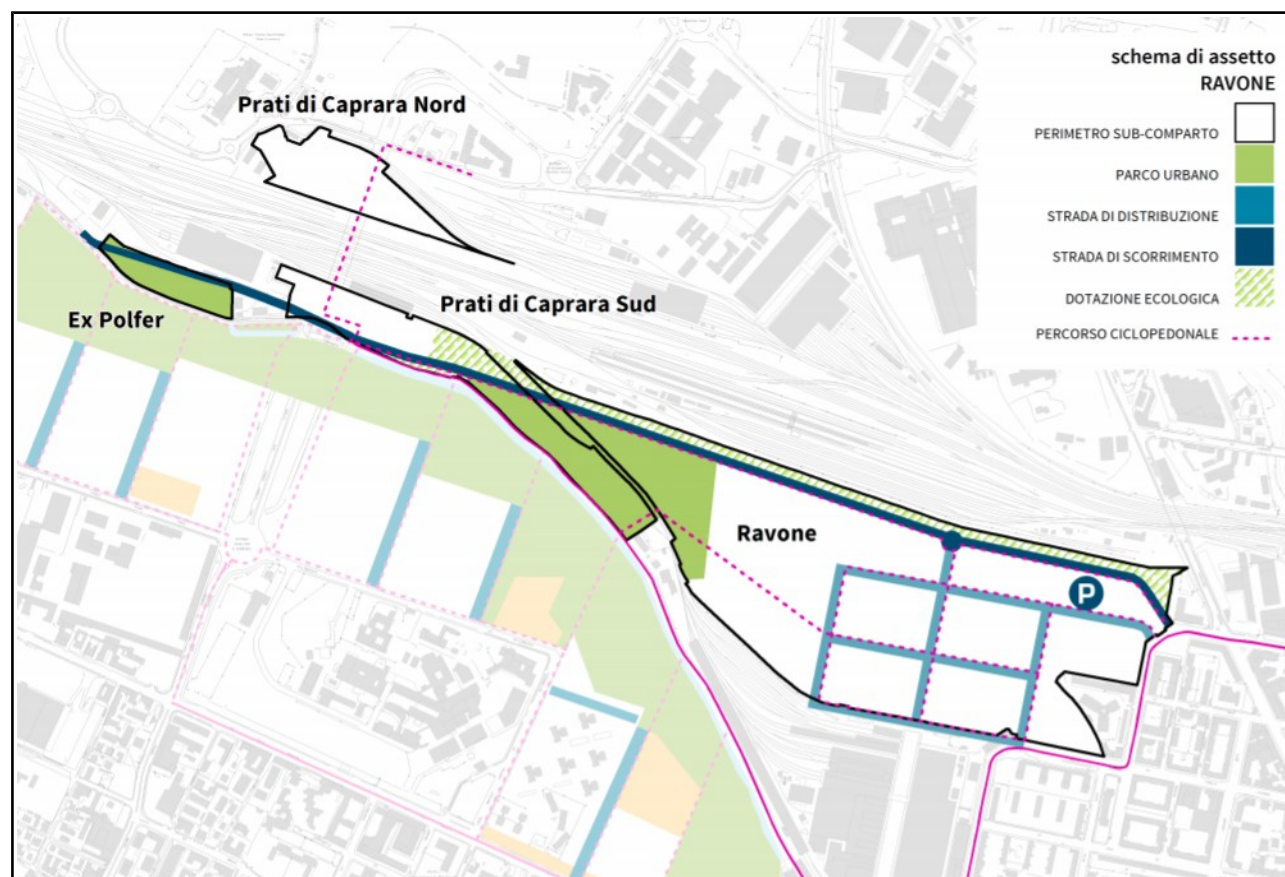 schema di assetto
RAVONE
PERIMETRO SUB-COMPARTO
PARCO URBANO
STRADA DI DISTRIBUZIONE
STRADA DI SCORRIMENTO
DOTAZIONE ECOLOGICA
PERCORSO CICLOPEDONALE
Prati di Caprara Nord
Prati di Caprara Sud
Ex Polfer
Ravone
P